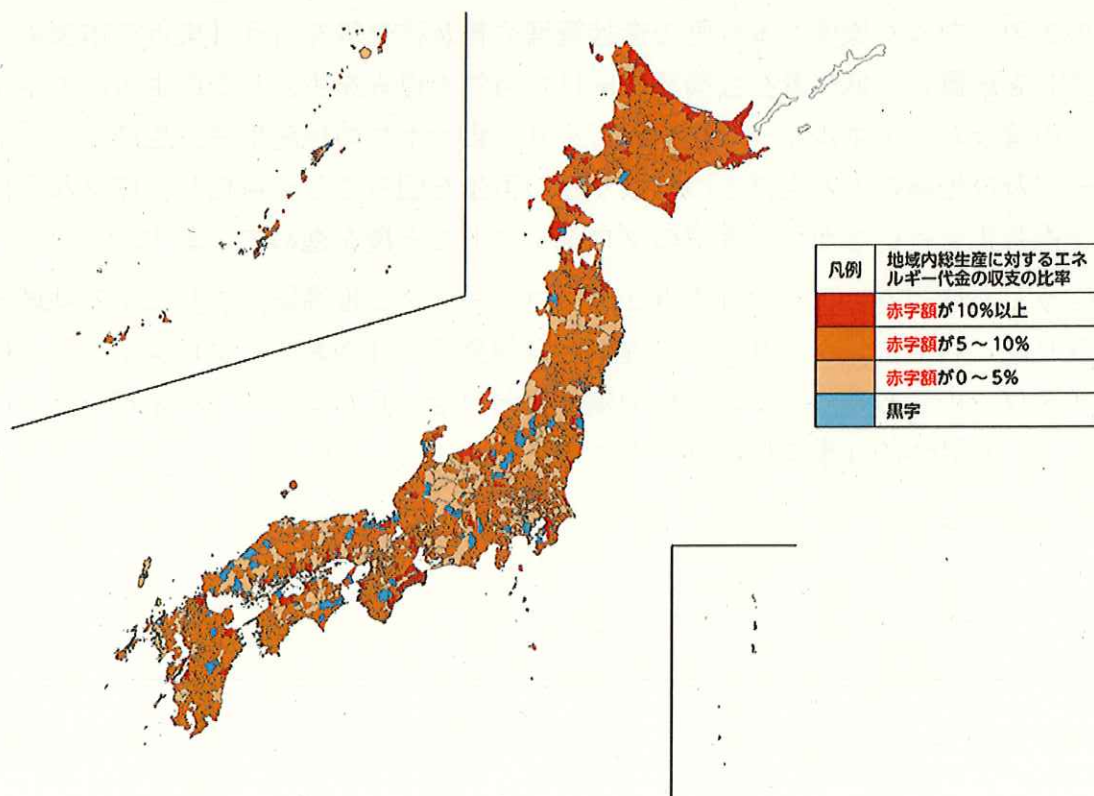 凡例
地域内総生産に対するエネ
ルギー代金の収支の比率
赤字額が10%以上
赤字額が5～10%
赤字額が0～5%
黒字